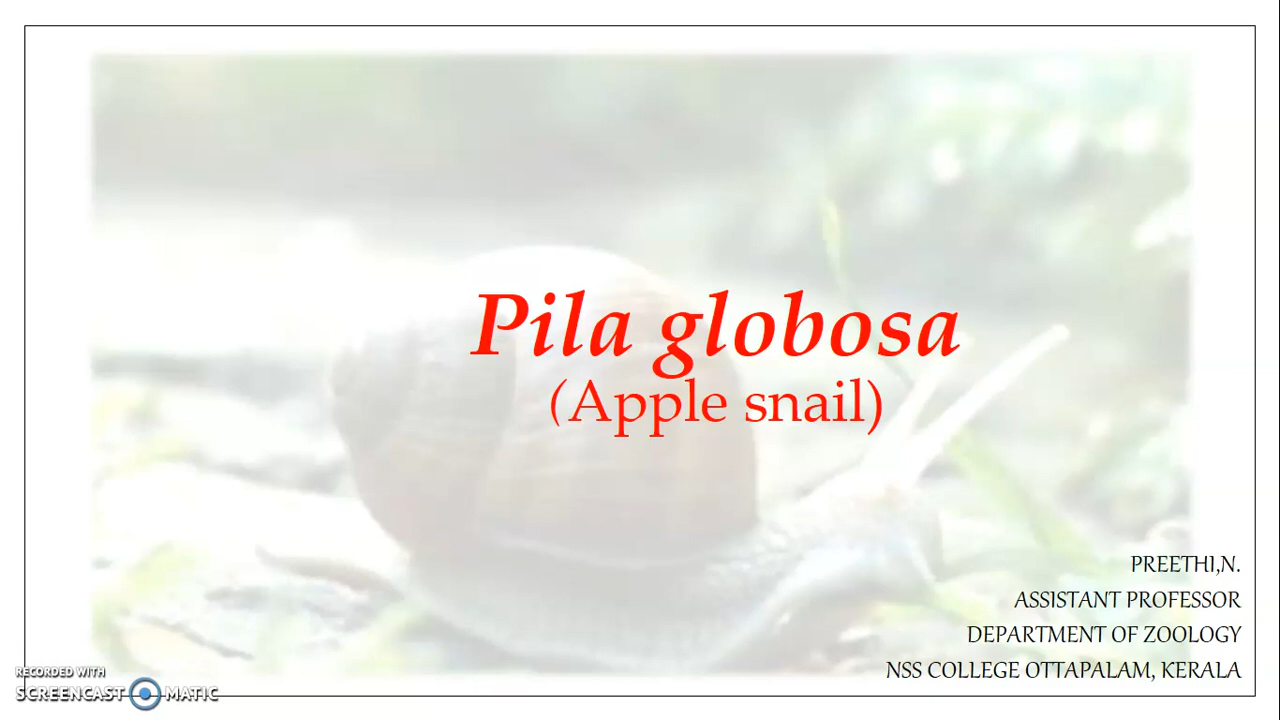 Pila globosa
(Apple snail)
PREETHI,N.
ASSISTANT PROFESSOR
DEPARTMENT OF ZOOLOGY
NSS COLLEGE OTTAPALAM, KERALA
RECORDED WITH
SCREENCAST MATIC